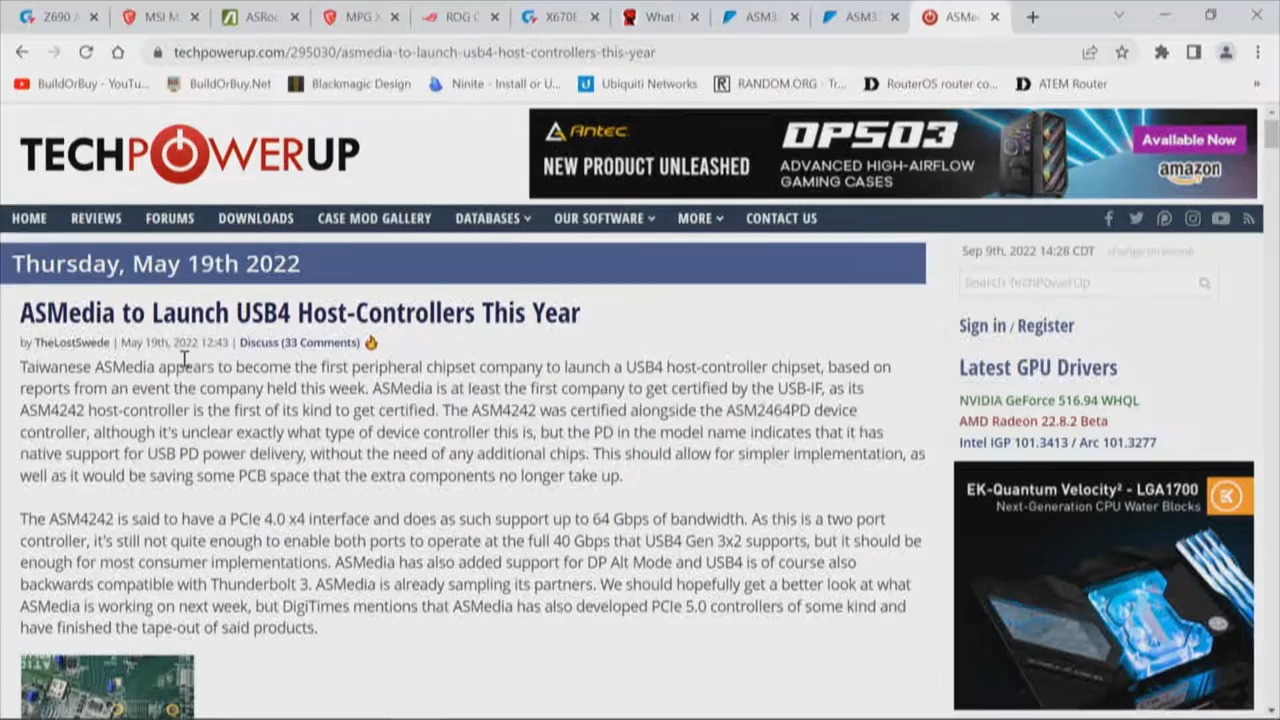 Z690 A
MSI M
ASRo
MPG
ROG C
X670E
What i
ASM3
ASM3
ASMe
techpowerup.com/295030/asmedia-to-launch-usb4-host-controllers-this-year
BuildOrBuy - YouTu...
BuildOrBuy.Net
Blackmagic Design
Ninite - Install or U...
Ubiquiti Networks
RANDOM.ORG - Tr...
RouterOS router co...
ATEM Router
»
TECHPOWERUP
Antec
NEW PRODUCT UNLEASHED
DP503
ADVANCED HIGH-AIRFLOW
GAMING CASES
Available Now
amazon
HOME
REVIEWS
FORUMS
DOWNLOADS
CASE MOD GALLERY
DATABASES
OUR SOFTWARE
MORE
CONTACT US
Thursday, May 19th 2022
ASMedia to Launch USB4 Host-Controllers This Year
by TheLostSwede | May 19th, 2022 12:43 | Discuss (33 Comments)
Taiwanese ASMedia appears to become the first peripheral chipset company to launch a USB4 host-controller chipset, based on
reports from an event the company held this week. ASMedia is at least the first company to get certified by the USB-IF, as its
ASM4242 host-controller is the first of its kind to get certified. The ASM4242 was certified alongside the ASM2464PD device
controller, although it's unclear exactly what type of device controller this is, but the PD in the model name indicates that it has
native support for USB PD power delivery, without the need of any additional chips. This should allow for simpler implementation, as
well as it would be saving some PCB space that the extra components no longer take up.
The ASM4242 is said to have a PCIe 4.0 x4 interface and does as such support up to 64 Gbps of bandwidth. As this is a two port
controller, it's still not quite enough to enable both ports to operate at the full 40 Gbps that USB4 Gen 3x2 supports, but it should be
enough for most consumer implementations. ASMedia has also added support for DP Alt Mode and USB4 is of course also
backwards compatible with Thunderbolt 3. ASMedia is already sampling its partners. We should hopefully get a better look at what
ASMedia is working on next week, but DigiTimes mentions that ASMedia has also developed PCIe 5.0 controllers of some kind and
have finished the tape-out of said products.
Sep 9th, 2022 14:28 CDT change timezone
Search TechPowerUp
Sign in / Register
Latest GPU Drivers
NVIDIA GeForce 516.94 WHQL
AMD Radeon 22.8.2 Beta
Intel IGP 101.3413 / Arc 101.3277
EK-Quantum Velocity² - LGA1700
Next-Generation CPU Water Blocks